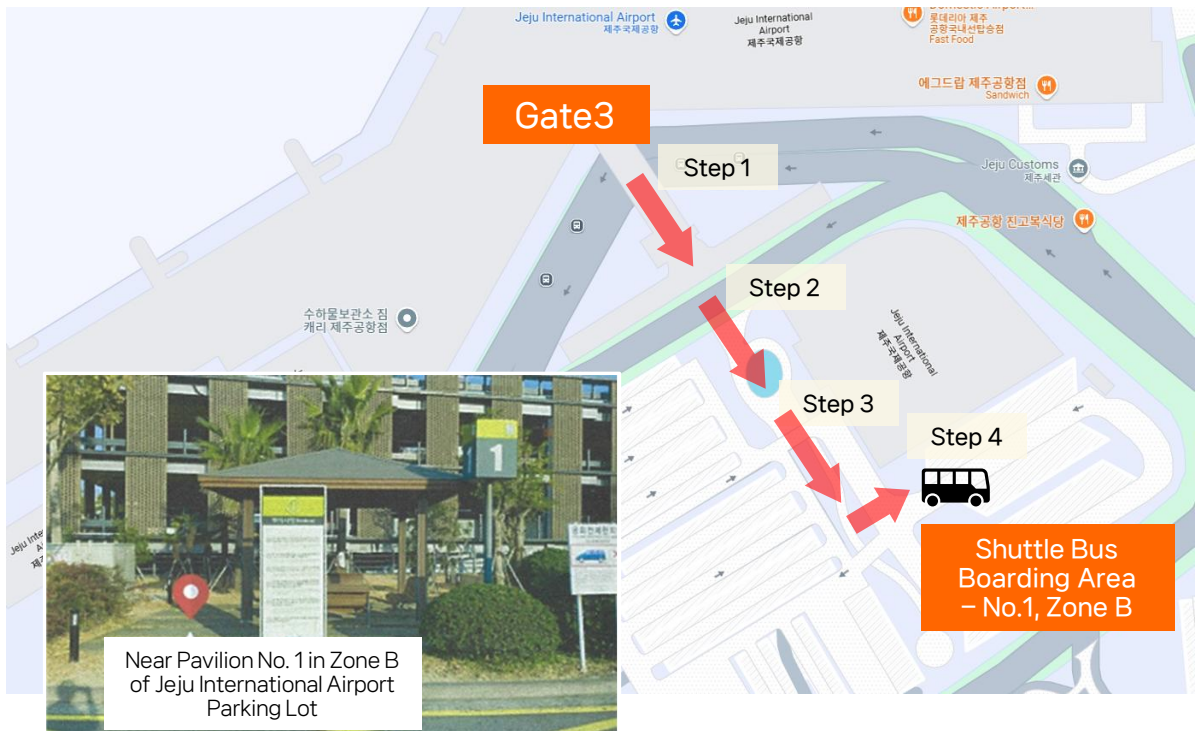 Jeju International Airport
제주국제공항
Jeju International
Airport
제주국제공항
롯데리아 제주
공항국내선탑승점
Fast Food
에그드랍 제주공항점
Sandwich
Gate3
Step 1
Jeju Customs
제주세관
제주공항 진고복식당
Step 2
수하물보관소 짐
캐리 제주공항점
Jeju International
Airport
제주국제공항
Step 3
Step 4
Shuttle Bus
Boarding Area
– No.1, Zone B
1
Near Pavilion No. 1 in Zone B
of Jeju International Airport
Parking Lot